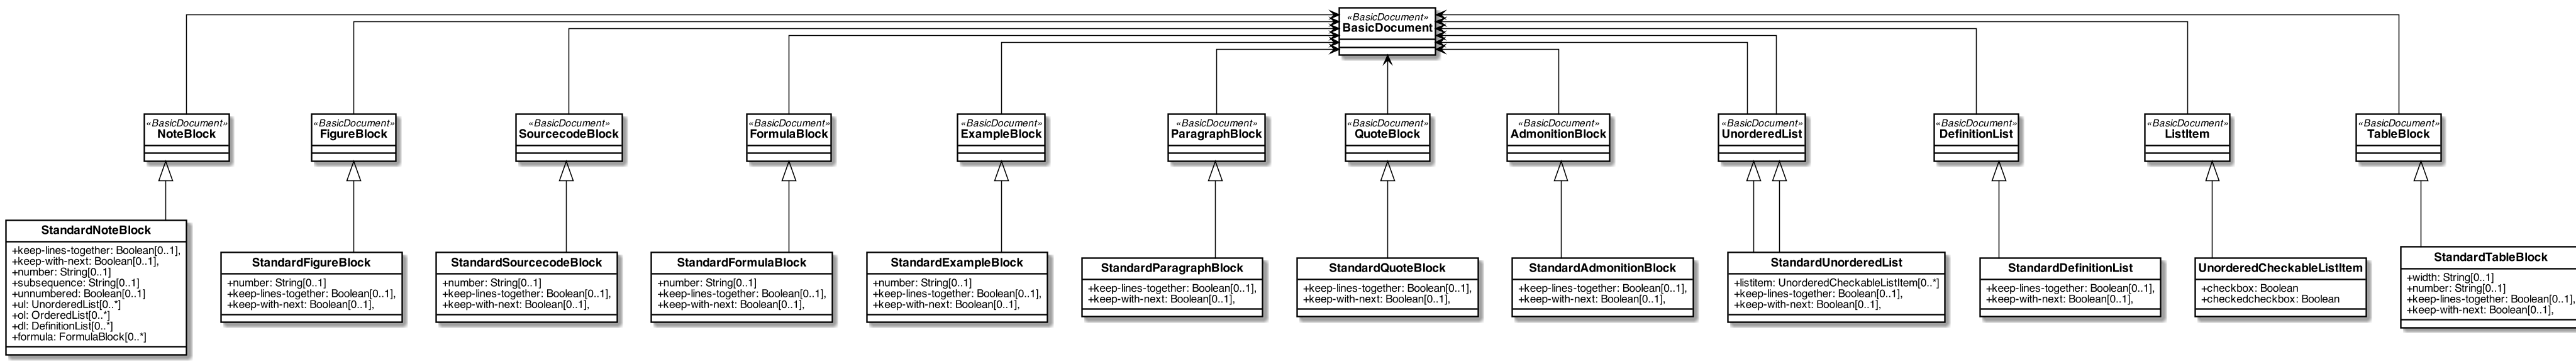 «BasicDocument»
BasicDocument
«BasicDocument»
NoteBlock
«BasicDocument»
FigureBlock
«BasicDocument»
SourcecodeBlock
«BasicDocument»
FormulaBlock
«BasicDocument»
ExampleBlock
«BasicDocument»
ParagraphBlock
«BasicDocument»
QuoteBlock
«BasicDocument»
AdmonitionBlock
«BasicDocument»
UnorderedList
«BasicDocument»
DefinitionList
«BasicDocument»
ListItem
«BasicDocument»
TableBlock
StandardNoteBlock
+keep-lines-together: Boolean[0..1],
+keep-with-next: Boolean[0..1],
+number: String[0..1]
+subsequence: String[0..1]
+unnumbered: Boolean[0..1]
+ul: UnorderedList[0..*]
+ol: OrderedList[0..*]
+dl: DefinitionList[0..*]
+formula: FormulaBlock[0..*]
StandardFigureBlock
+number: String[0..1]
+keep-lines-together: Boolean[0..1],
+keep-with-next: Boolean[0..1],
StandardSourcecodeBlock
+number: String[0..1]
+keep-lines-together: Boolean[0..1],
+keep-with-next: Boolean[0..1],
StandardFormulaBlock
+number: String[0..1]
+keep-lines-together: Boolean[0..1],
+keep-with-next: Boolean[0..1],
StandardExampleBlock
+number: String[0..1]
+keep-lines-together: Boolean[0..1],
+keep-with-next: Boolean[0..1],
StandardParagraphBlock
+keep-lines-together: Boolean[0..1],
+keep-with-next: Boolean[0..1],
StandardQuoteBlock
+keep-lines-together: Boolean[0..1],
+keep-with-next: Boolean[0..1],
StandardAdmonitionBlock
+keep-lines-together: Boolean[0..1],
+keep-with-next: Boolean[0..1],
StandardUnorderedList
+listitem: UnorderedCheckableListItem[0..*]
+keep-lines-together: Boolean[0..1],
+keep-with-next: Boolean[0..1],
StandardDefinitionList
+keep-lines-together: Boolean[0..1],
+keep-with-next: Boolean[0..1],
UnorderedCheckableListItem
+checkbox: Boolean
+checkedcheckbox: Boolean
StandardTableBlock
+width: String[0..1]
+number: String[0..1]
+keep-lines-together: Boolean[0..1],
+keep-with-next: Boolean[0..1],